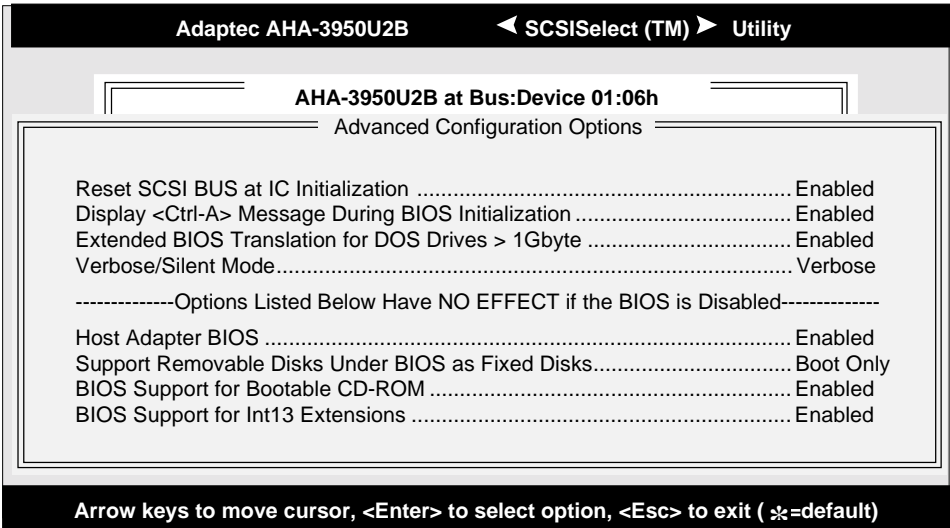 Adaptec AHA-3950U2B ⮜ SCSISelect (TM) ⮞ Utility
AHA-3950U2B at Bus:Device 01:06h
Advanced Configuration Options
Reset SCSI BUS at IC Initialization ................................................... Enabled
Display <Ctrl-A> Message During BIOS Initialization ............................. Enabled
Extended BIOS Translation for DOS Drives > 1Gbyte ............................ Enabled
Verbose/Silent Mode...................................................................... Verbose
--------------Options Listed Below Have NO EFFECT if the BIOS is Disabled--------------
Host Adapter BIOS ........................................................................ Enabled
Support Removable Disks Under BIOS as Fixed Disks........................... Boot Only
BIOS Support for Bootable CD-ROM ................................................. Enabled
BIOS Support for Int13 Extensions .................................................... Enabled
Arrow keys to move cursor, <Enter> to select option, <Esc> to exit ( *=default)